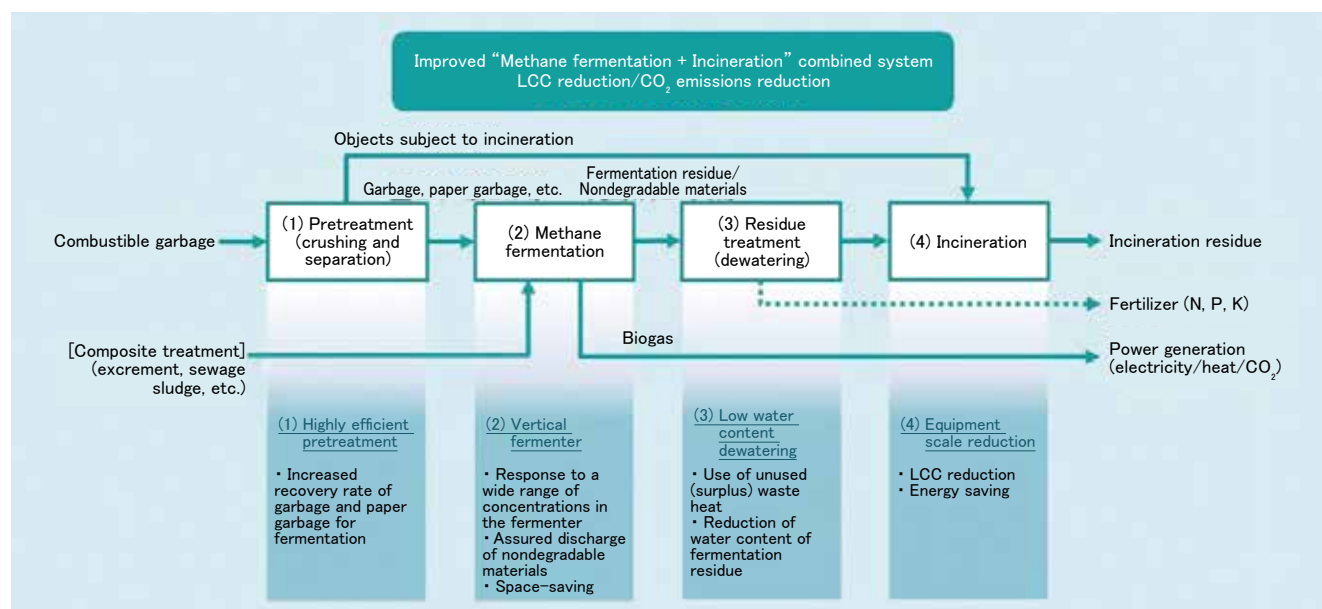 Improved “Methane fermentation + Incineration” combined system
LCC reduction/CO₂ emissions reduction
Objects subject to incineration
Garbage, paper garbage, etc.
Fermentation residue/
Nondegradable materials
Combustible garbage
(1) Pretreatment
(crushing and
separation)
(2) Methane
fermentation
(3) Residue
treatment
(dewatering)
(4) Incineration
Incineration residue
Fertilizer (N, P, K)
[Composite treatment]
(excrement, sewage
sludge, etc.)
Biogas
Power generation
(electricity/heat/CO₂)
(1) Highly efficient
pretreatment
・Increased
recovery rate of
garbage and paper
garbage for
fermentation
(2) Vertical
fermenter
・Response to a
wide range of
concentrations in
the fermenter
・Assured discharge
of nondegradable
materials
・Space-saving
(3) Low water
content
dewatering
・Use of unused
(surplus) waste
heat
・Reduction of
water content of
fermentation
residue
(4) Equipment
scale reduction
・LCC reduction
・Energy saving